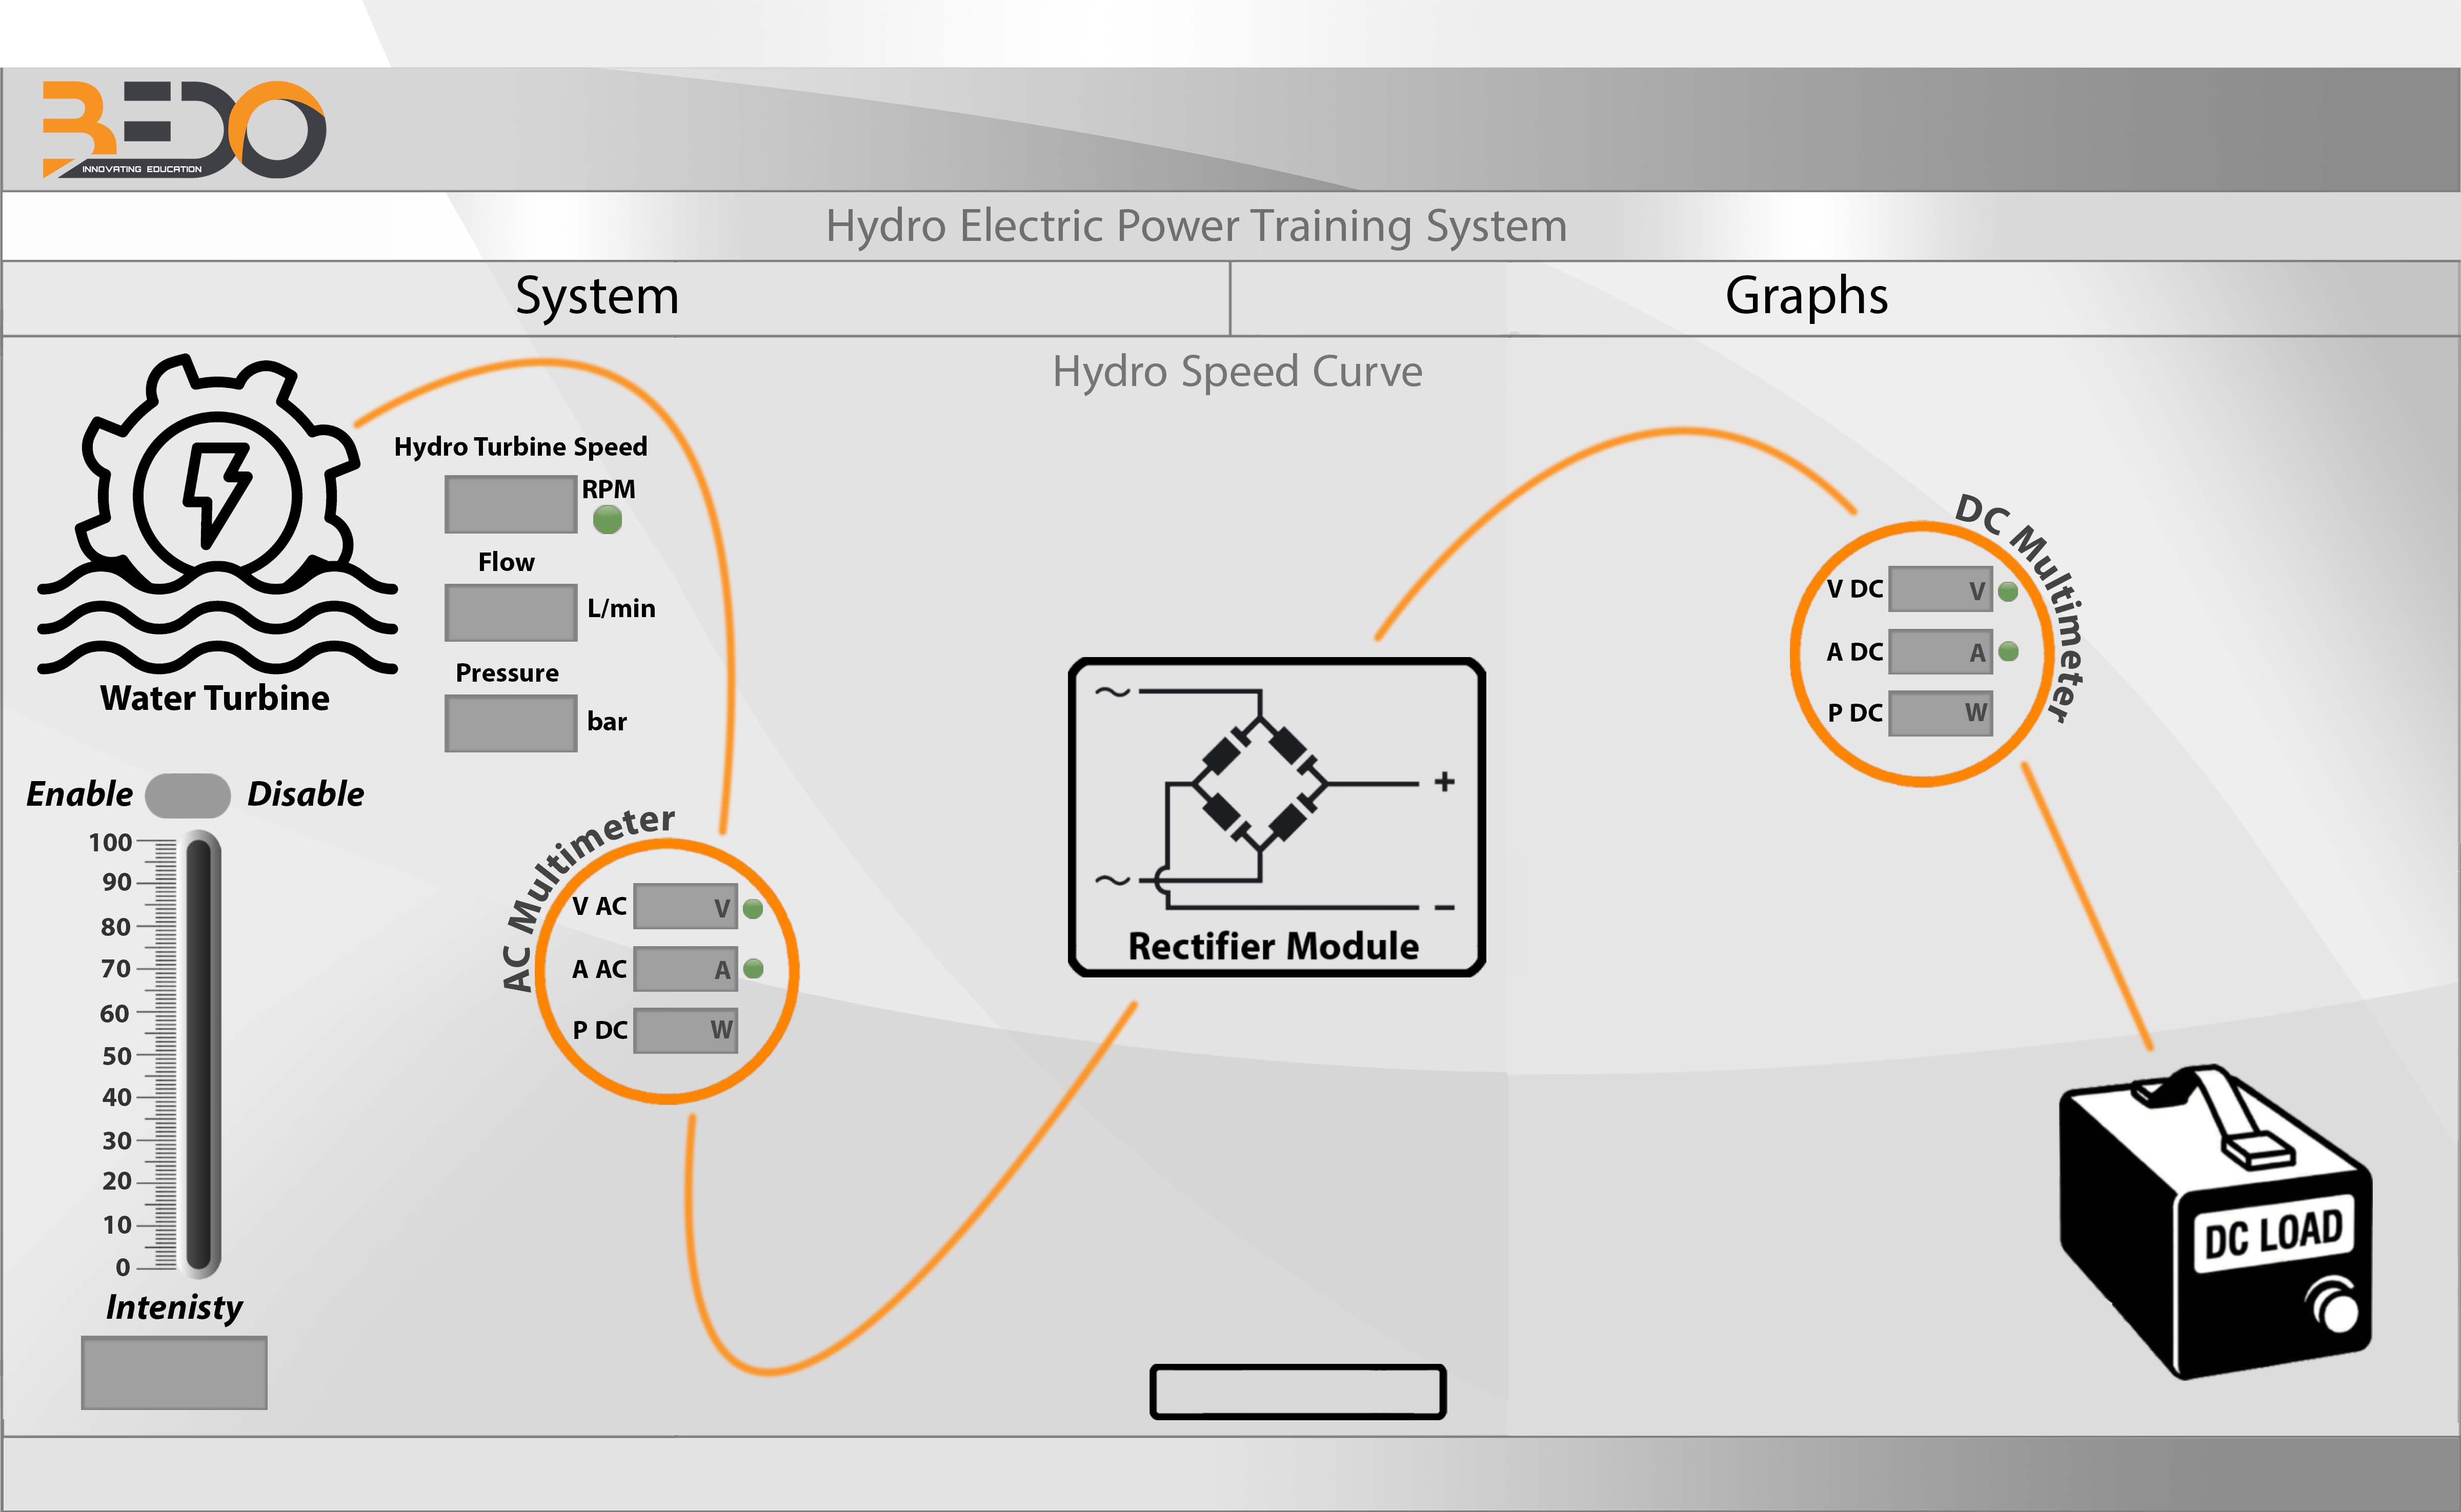 BEDO
INNOVATING EDUCATION
Hydro Electric Power Training System
System
Graphs
Hydro Speed Curve
Hydro Turbine Speed
RPM
Flow
L/min
Pressure
bar
Water Turbine
Enable
Disable
100
90
80
70
60
50
40
30
20
10
0
Intenisty
AC Multimeter
V AC
V
A AC
A
P DC
W
+
−
Rectifier Module
DC Multimeter
V DC
V
A DC
A
P DC
W
DC LOAD